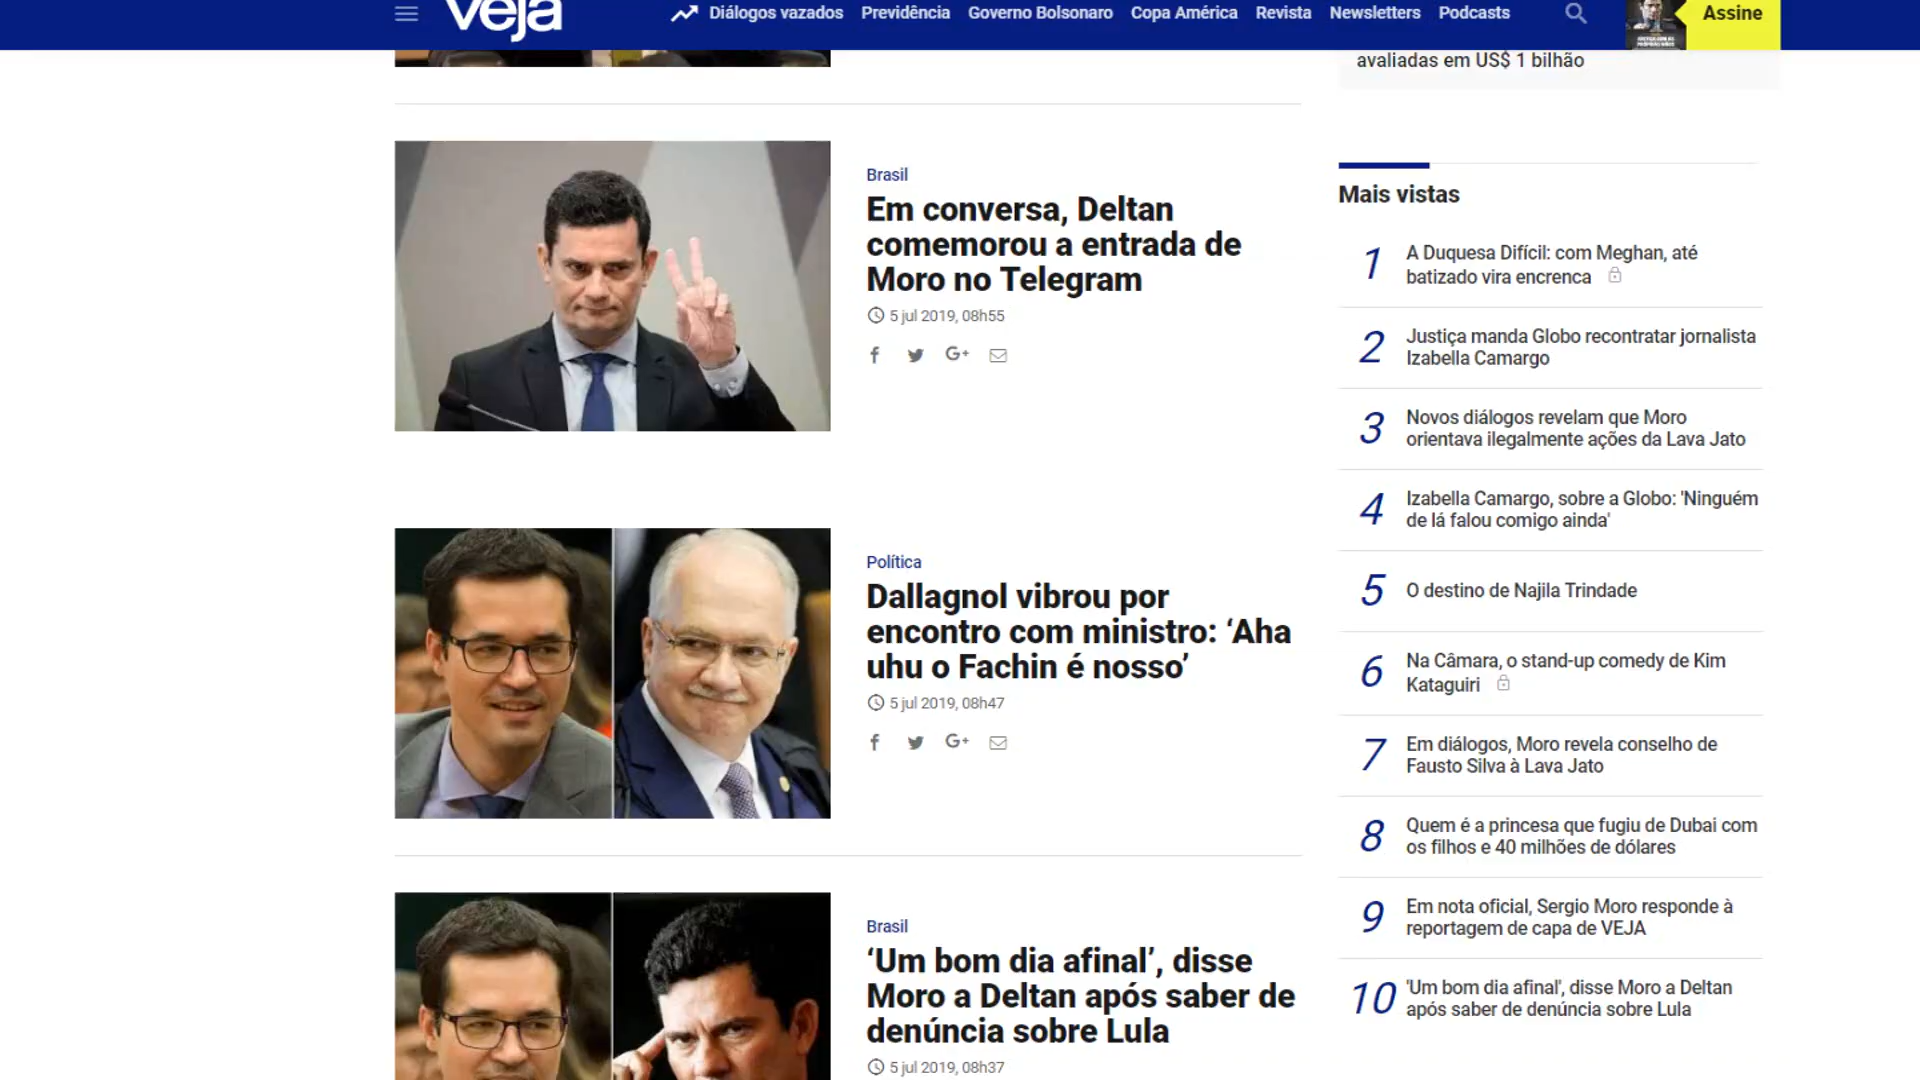 veja
Diálogos vazados Previdência Governo Bolsonaro Copa América Revista Newsletters Podcasts
Assine
avaliadas em US$ 1 bilhão
Brasil
Em conversa, Deltan
comemorou a entrada de
Moro no Telegram
5 jul 2019, 08h55
Política
Dallagnol vibrou por
encontro com ministro: ‘Aha
uhu o Fachin é nosso’
5 jul 2019, 08h47
Brasil
‘Um bom dia afinal’, disse
Moro a Deltan após saber de
denúncia sobre Lula
5 jul 2019, 08h37
Mais vistas
1 A Duquesa Difícil: com Meghan, até
batizado vira encrenca
2 Justiça manda Globo recontratar jornalista
Izabella Camargo
3 Novos diálogos revelam que Moro
orientava ilegalmente ações da Lava Jato
4 Izabella Camargo, sobre a Globo: 'Ninguém
de lá falou comigo ainda'
5 O destino de Najila Trindade
6 Na Câmara, o stand-up comedy de Kim
Kataguiri
7 Em diálogos, Moro revela conselho de
Fausto Silva à Lava Jato
8 Quem é a princesa que fugiu de Dubai com
os filhos e 40 milhões de dólares
9 Em nota oficial, Sergio Moro responde à
reportagem de capa de VEJA
10 'Um bom dia afinal', disse Moro a Deltan
após saber de denúncia sobre Lula